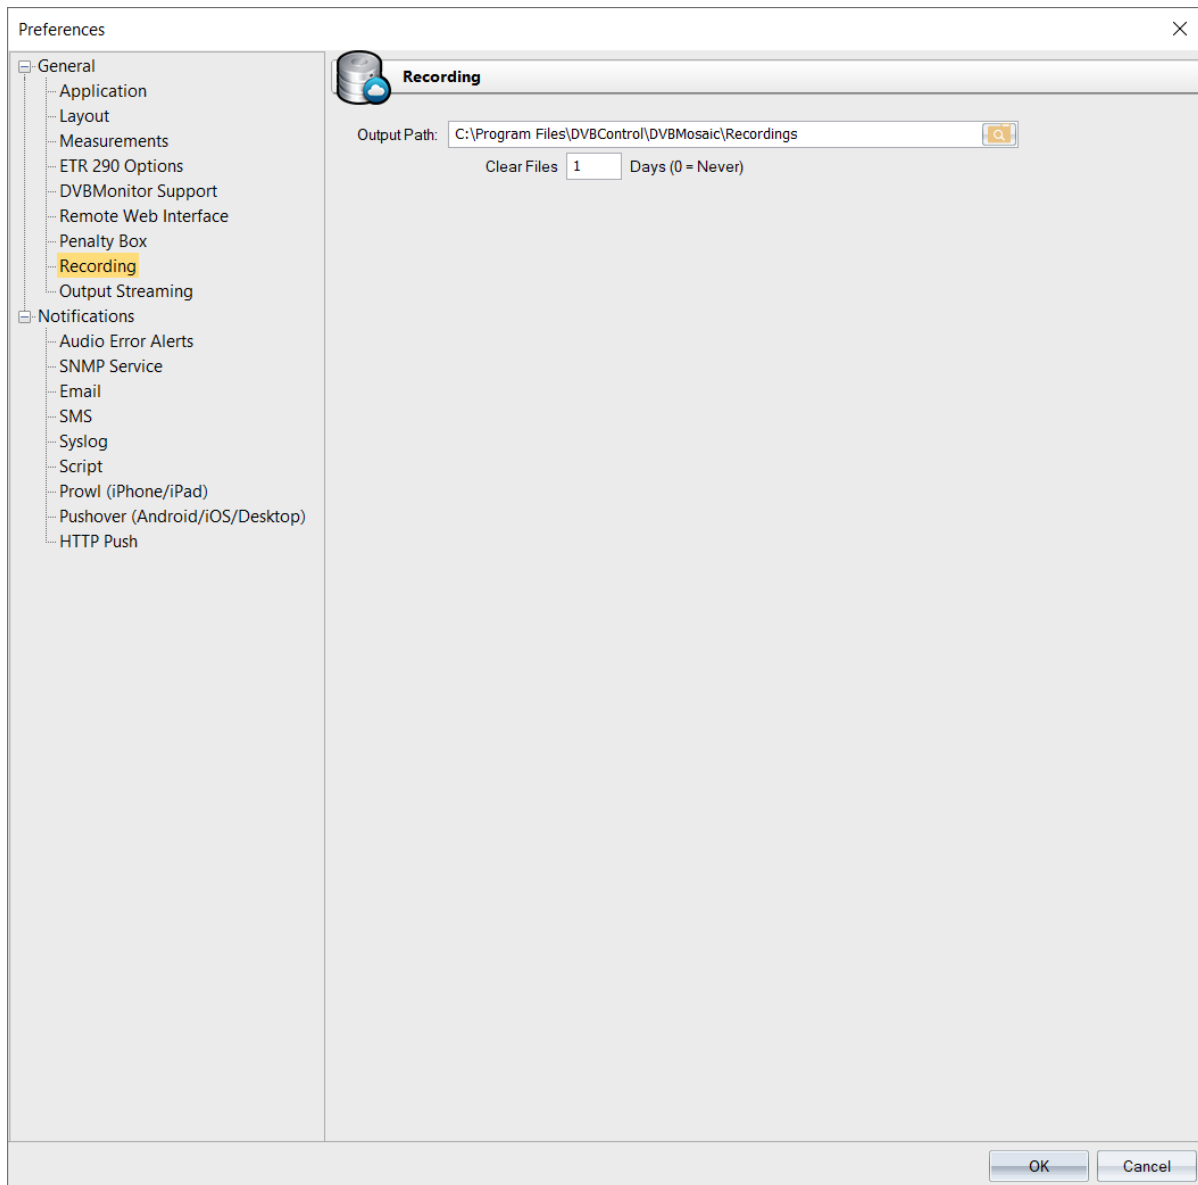 Preferences
General
Application
Layout
Measurements
ETR 290 Options
DVBMonitor Support
Remote Web Interface
Penalty Box
Recording
Output Streaming
Notifications
Audio Error Alerts
SNMP Service
Email
SMS
Syslog
Script
Prowl (iPhone/iPad)
Pushover (Android/iOS/Desktop)
HTTP Push
Recording
Output Path: C:\Program Files\DVBControl\DVBMosaic\Recordings
Clear Files 1 Days (0 = Never)
OK Cancel